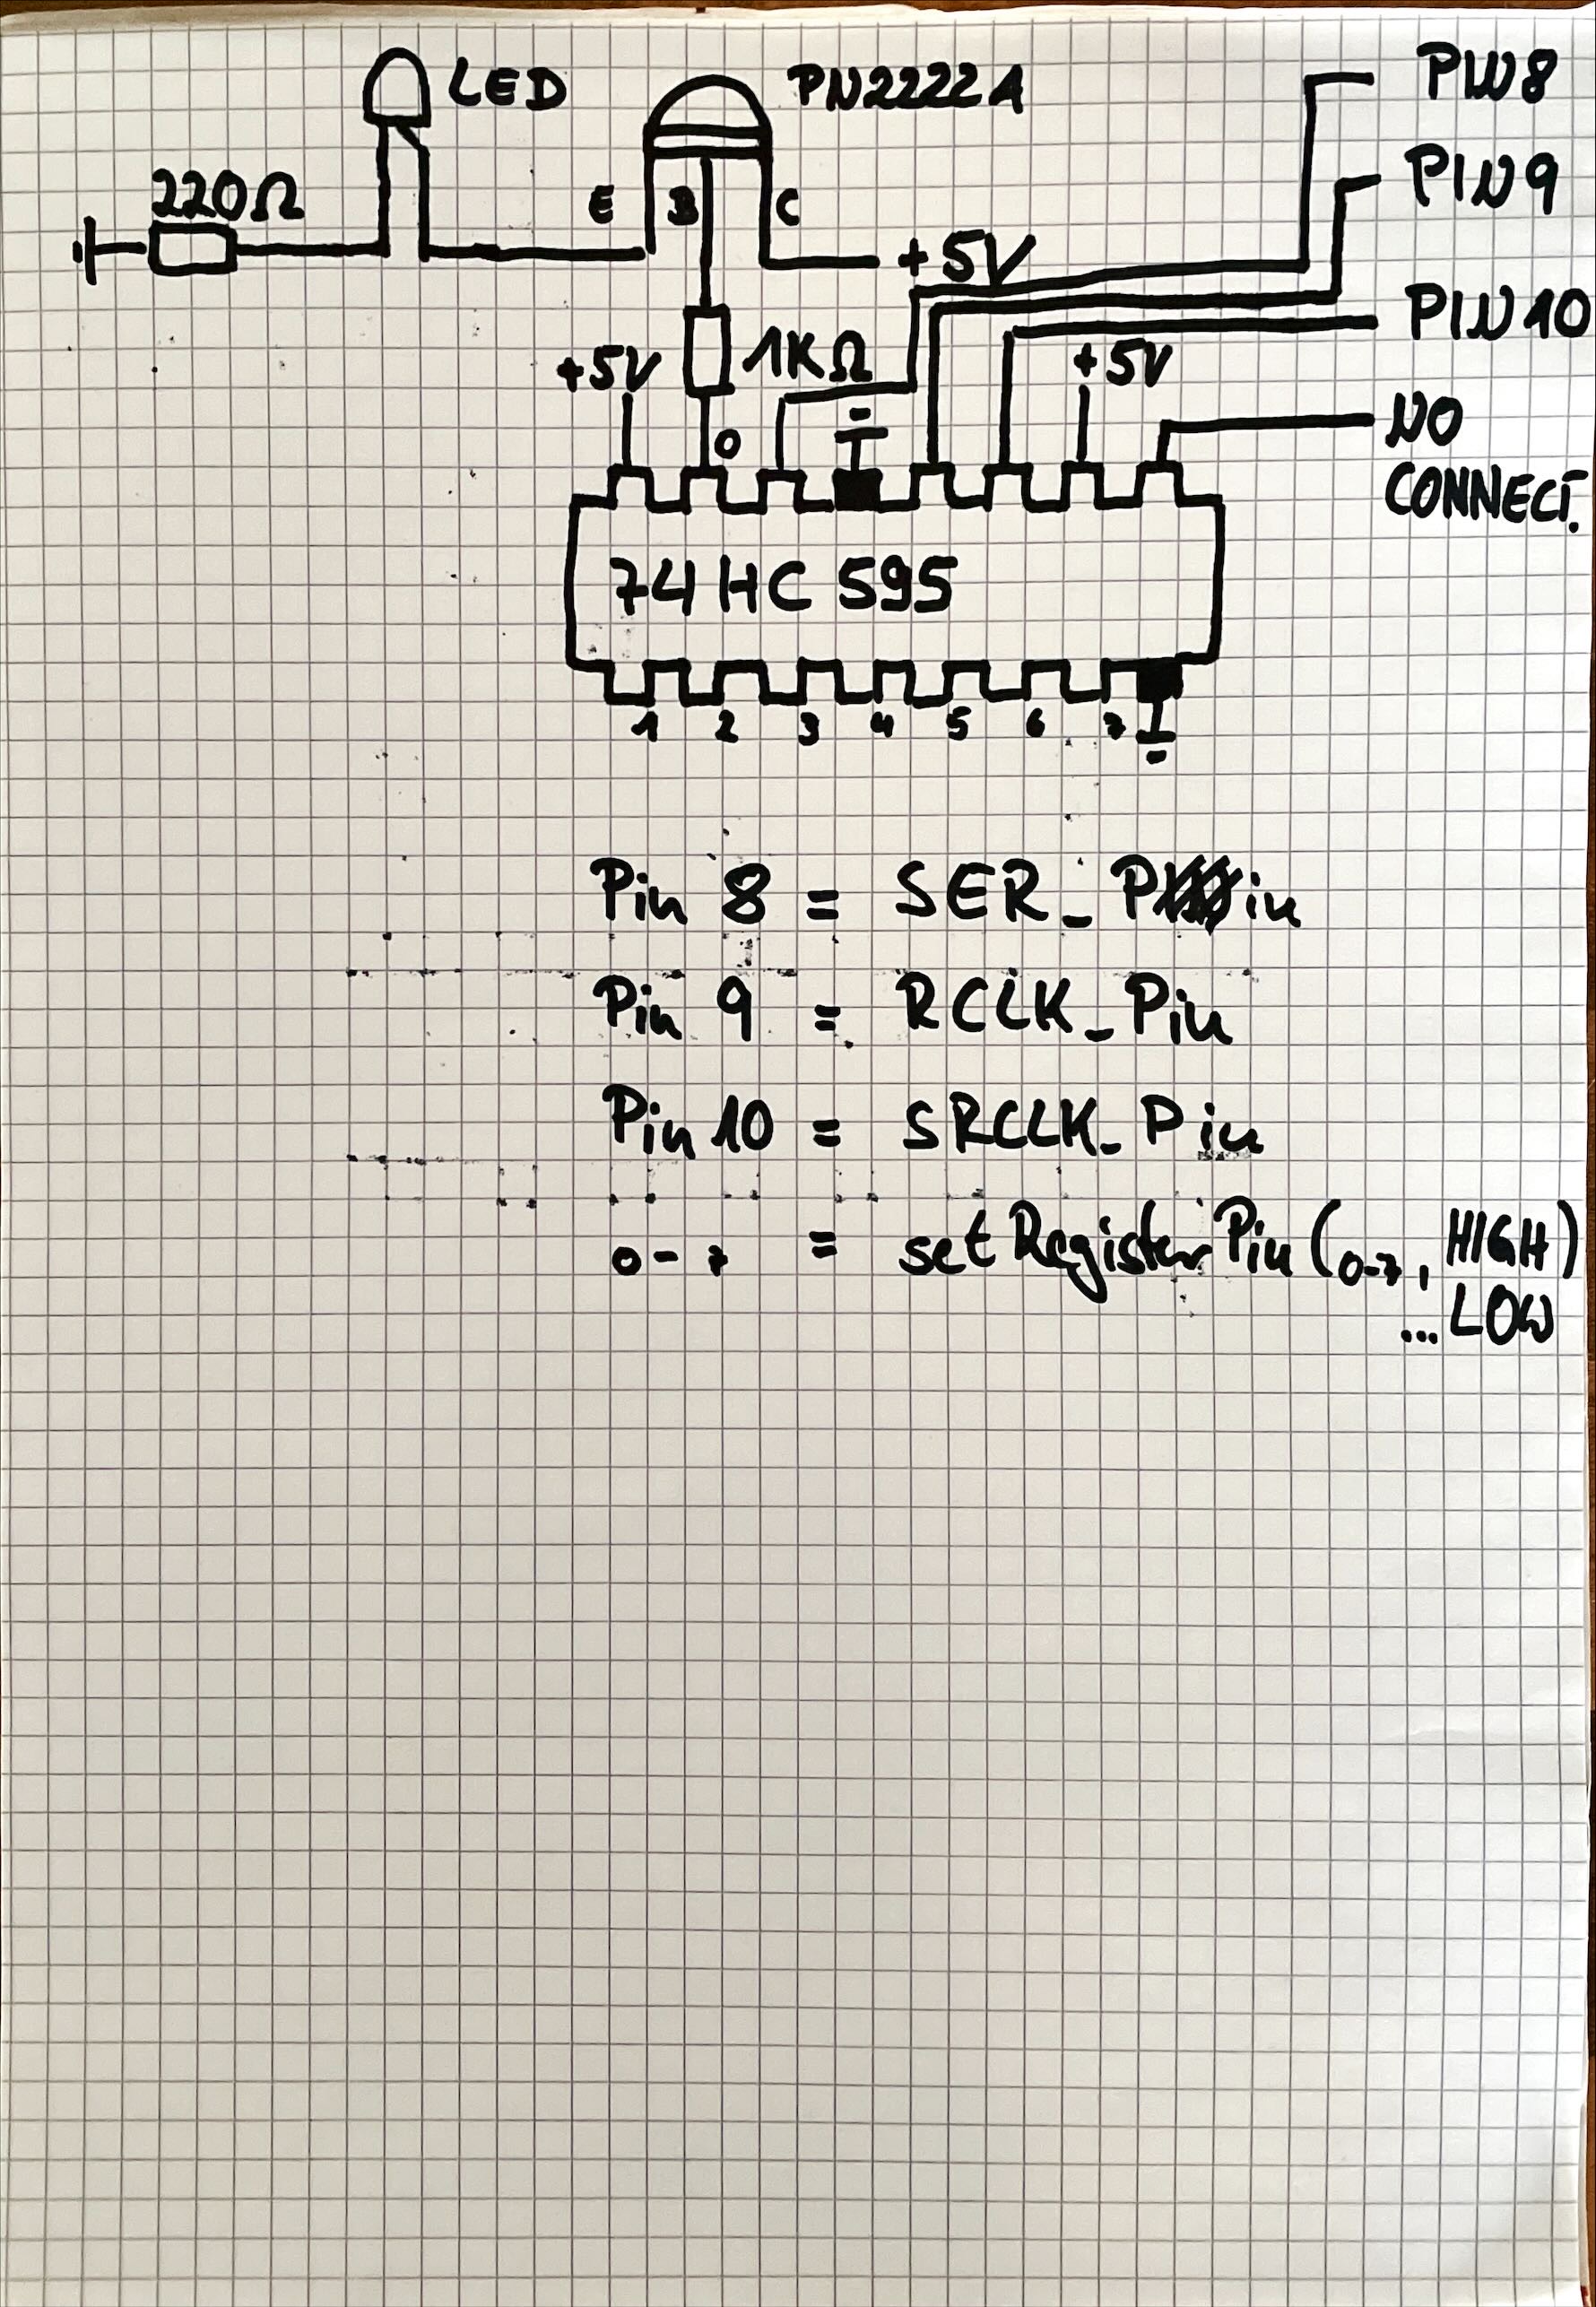 LED
PN2222A
PIN8
220Ω
E B C
PIN9
+5V
PIN10
+5V
1KΩ
+5V
0
NO
CONNECT.
74HC595
1 2 3 4 5 6 7
Pin 8 = SER_Pin
Pin 9 = RCLK_Pin
Pin 10 = SRCLK_Pin
0-7 = setRegisterPin(0-7, HIGH)
...LOW